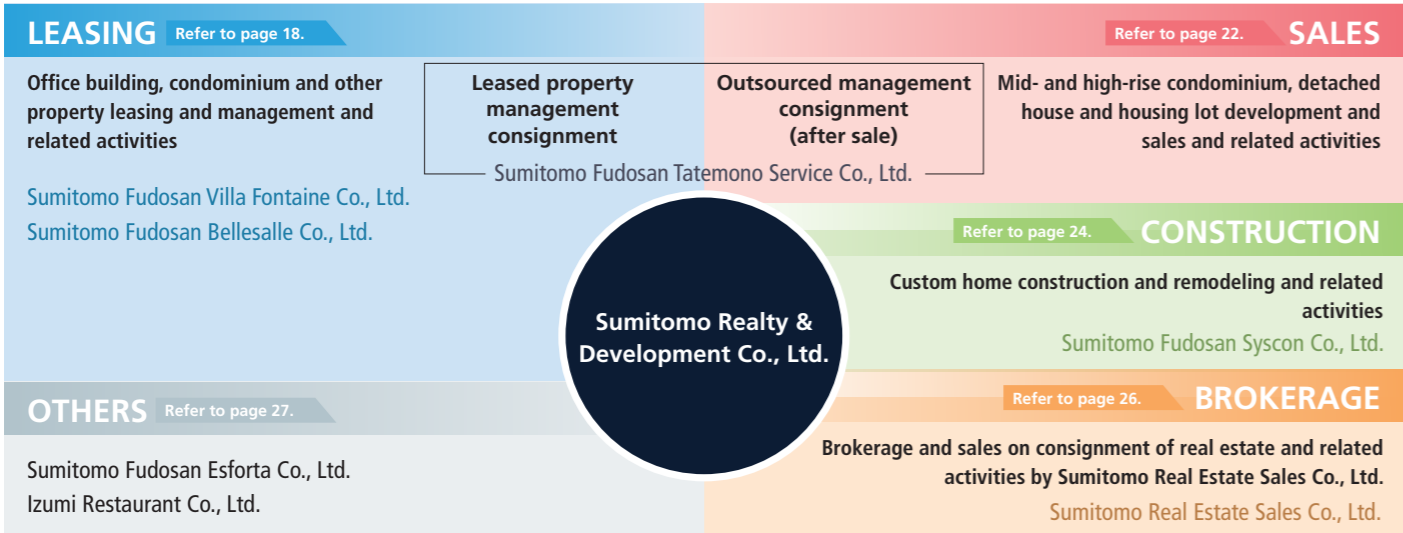 LEASING Refer to page 18.
Office building, condominium and other
property leasing and management and
related activities
Sumitomo Fudosan Villa Fontaine Co., Ltd.
Sumitomo Fudosan Bellesalle Co., Ltd.
Leased property
management
consignment
Outsourced management
consignment
(after sale)
Sumitomo Fudosan Tatemono Service Co., Ltd.
Refer to page 22. SALES
Mid- and high-rise condominium, detached
house and housing lot development and
sales and related activities
Sumitomo Realty &
Development Co., Ltd.
Refer to page 24. CONSTRUCTION
Custom home construction and remodeling and related
activities
Sumitomo Fudosan Syscon Co., Ltd.
OTHERS Refer to page 27.
Sumitomo Fudosan Esforta Co., Ltd.
Izumi Restaurant Co., Ltd.
Refer to page 26. BROKERAGE
Brokerage and sales on consignment of real estate and related
activities by Sumitomo Real Estate Sales Co., Ltd.
Sumitomo Real Estate Sales Co., Ltd.